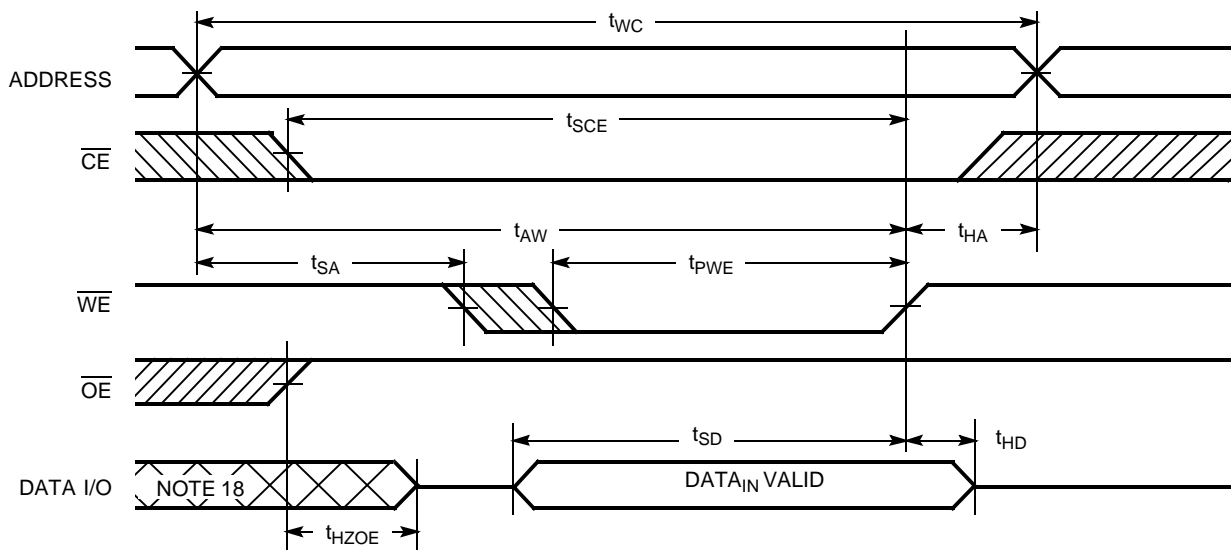 tWC
ADDRESS
tSCE
CE
tAW
tHA
tSA
tPWE
WE
OE
tSD
tHD
DATA I/O
NOTE 18
DATAIN VALID
tHZOE